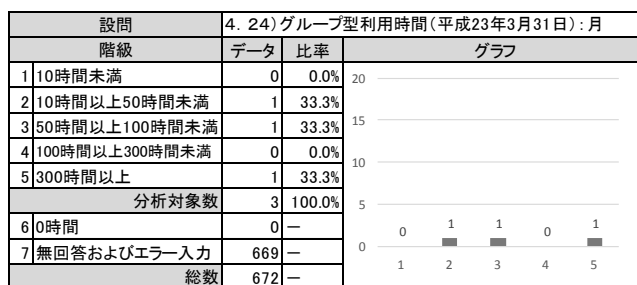 設問 4．24)グループ型利用時間(平成23年3月31日)：月
階級 データ 比率 グラフ
1 10時間未満 0 0.0%
2 10時間以上50時間未満 1 33.3%
3 50時間以上100時間未満 1 33.3%
4 100時間以上300時間未満 0 0.0%
5 300時間以上 1 33.3%
分析対象数 3 100.0%
6 0時間 0 －
7 無回答およびエラー入力 669 －
総数 672 －
20
15
10
5
0
0 1 1 0 1
1 2 3 4 5